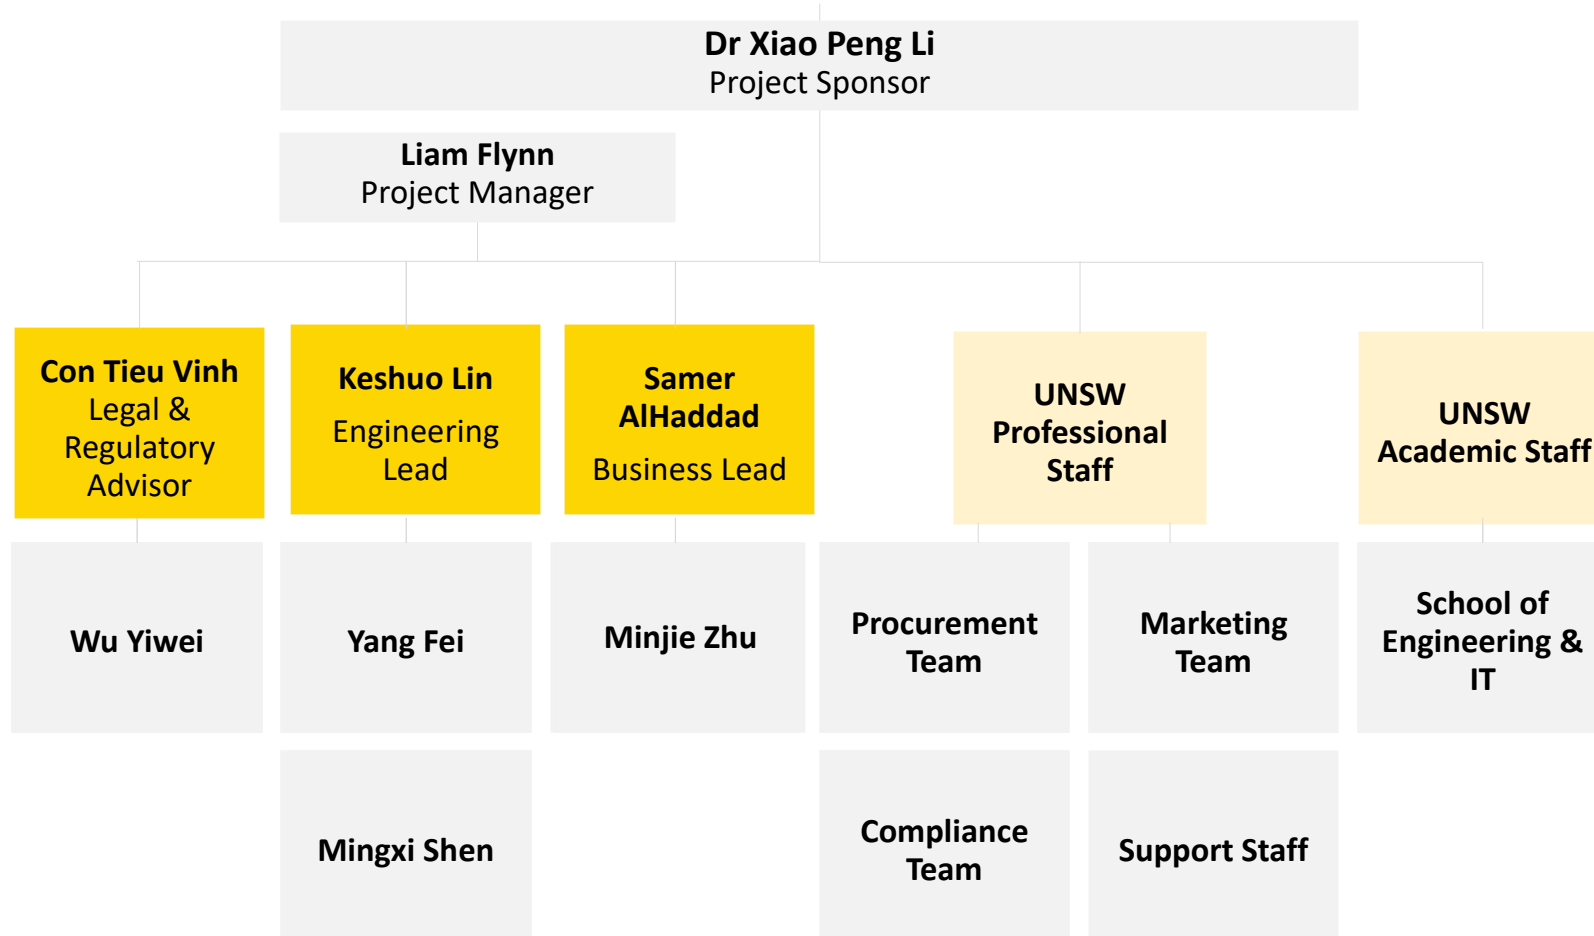 Dr Xiao Peng Li
Project Sponsor
Liam Flynn
Project Manager
Con Tieu Vinh
Legal &
Regulatory
Advisor
Keshuo Lin
Engineering
Lead
Samer
AlHaddad
Business Lead
UNSW
Professional
Staff
UNSW
Academic Staff
Wu Yiwei
Yang Fei
Minjie Zhu
Procurement
Team
Marketing
Team
School of
Engineering &
IT
Mingxi Shen
Compliance
Team
Support Staff